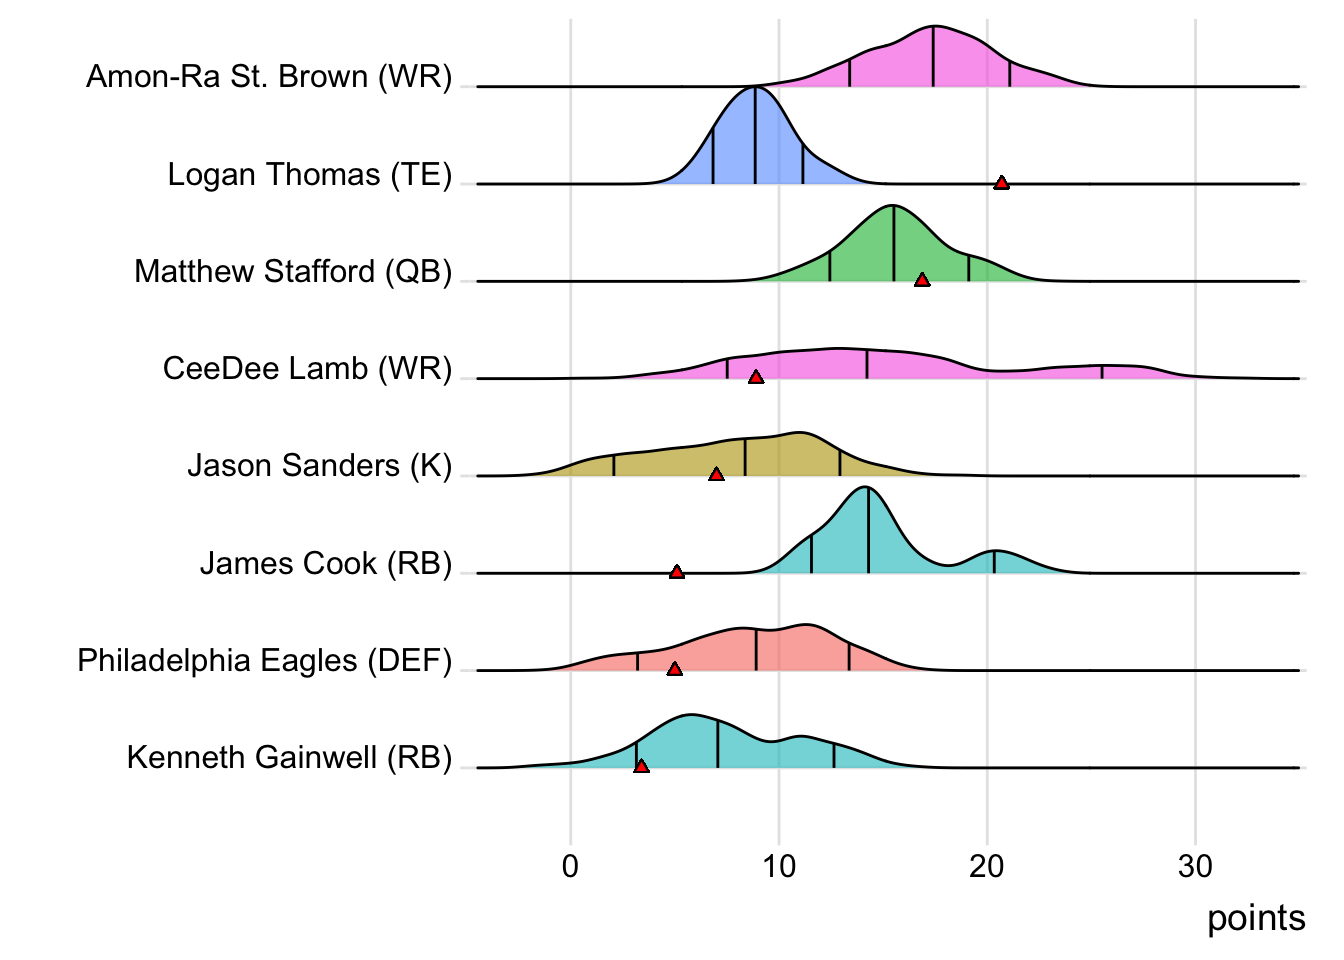 Amon-Ra St. Brown (WR)
Logan Thomas (TE)
Matthew Stafford (QB)
CeeDee Lamb (WR)
Jason Sanders (K)
James Cook (RB)
Philadelphia Eagles (DEF)
Kenneth Gainwell (RB)
0 10 20 30
points